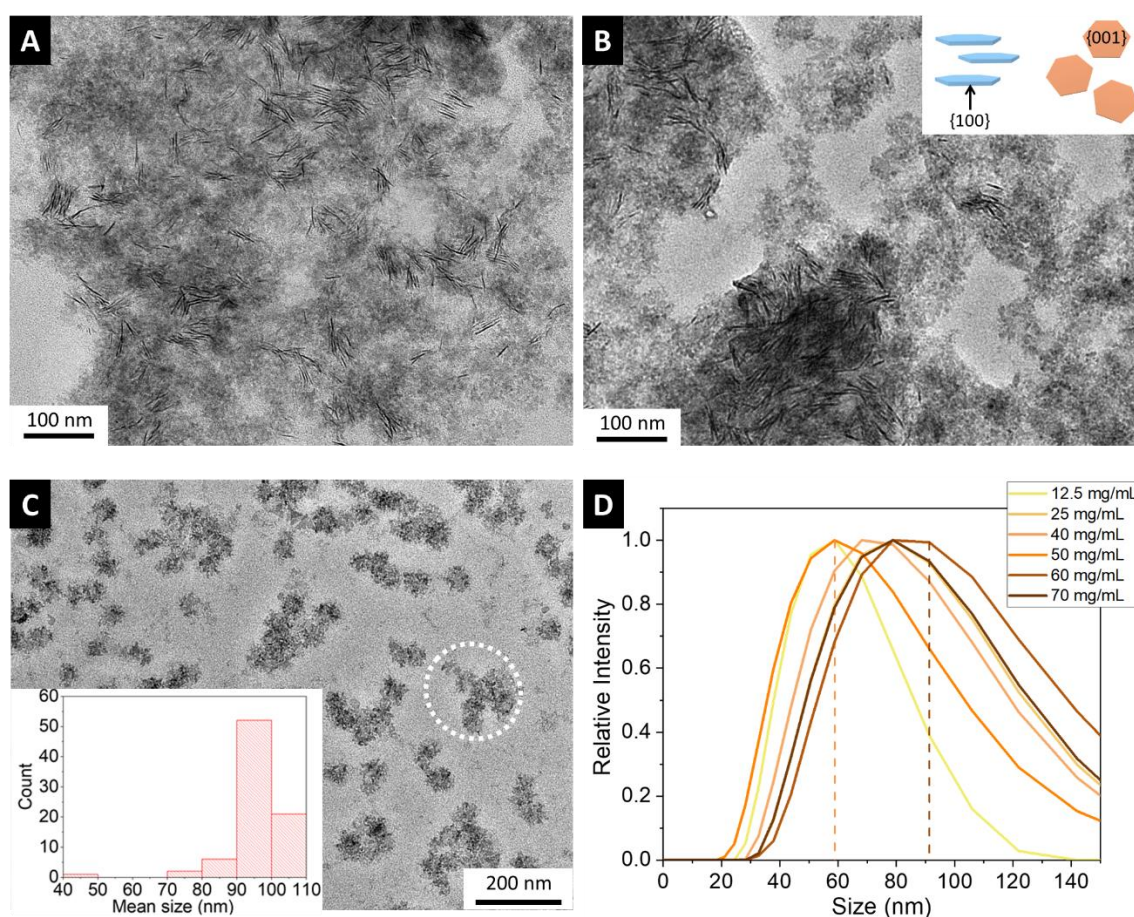 A
100 nm
B
{100}
{001}
100 nm
C
Count
60
50
40
30
20
10
0
40 50 60 70 80 90 100 110
Mean size (nm)
200 nm
D
12.5 mg/mL
25 mg/mL
40 mg/mL
50 mg/mL
60 mg/mL
70 mg/mL
Relative Intensity
1.0
0.8
0.6
0.4
0.2
0.0
0 20 40 60 80 100 120 140
Size (nm)